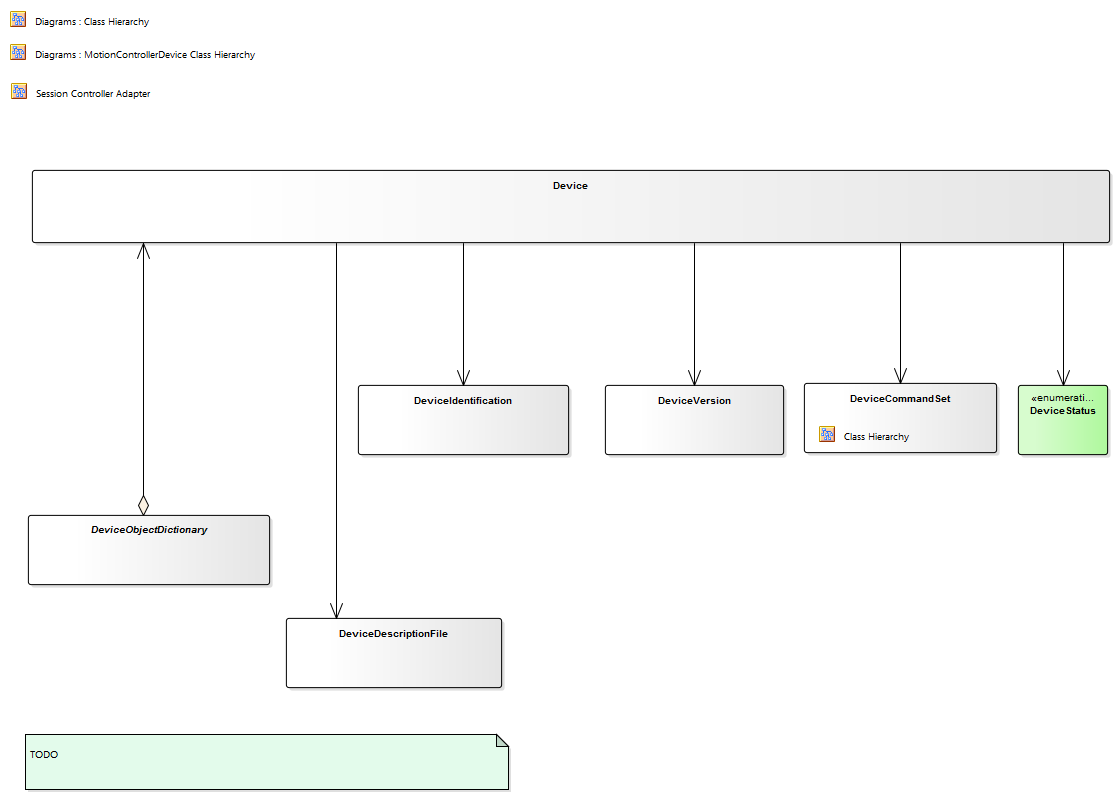 Diagrams : Class Hierarchy
Diagrams : MotionControllerDevice Class Hierarchy
Session Controller Adapter
Device
DeviceIdentification
DeviceVersion
DeviceCommandSet
Class Hierarchy
«enumerati...
DeviceStatus
DeviceObjectDictionary
DeviceDescriptionFile
TODO